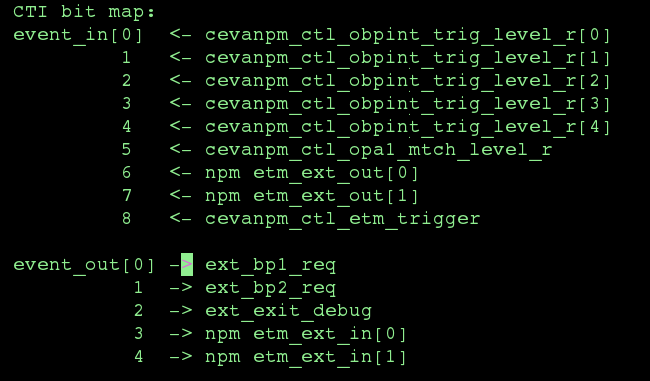 CTI bit map:
event_in[0] <- cevanpm_ctl_obpint_trig_level_r[0]
1 <- cevanpm_ctl_obpint_trig_level_r[1]
2 <- cevanpm_ctl_obpint_trig_level_r[2]
3 <- cevanpm_ctl_obpint_trig_level_r[3]
4 <- cevanpm_ctl_obpint_trig_level_r[4]
5 <- cevanpm_ctl_opa1_mtch_level_r
6 <- npm etm_ext_out[0]
7 <- npm etm_ext_out[1]
8 <- cevanpm_ctl_etm_trigger
event_out[0] -> ext_bp1_req
1 -> ext_bp2_req
2 -> ext_exit_debug
3 -> npm etm_ext_in[0]
4 -> npm etm_ext_in[1]